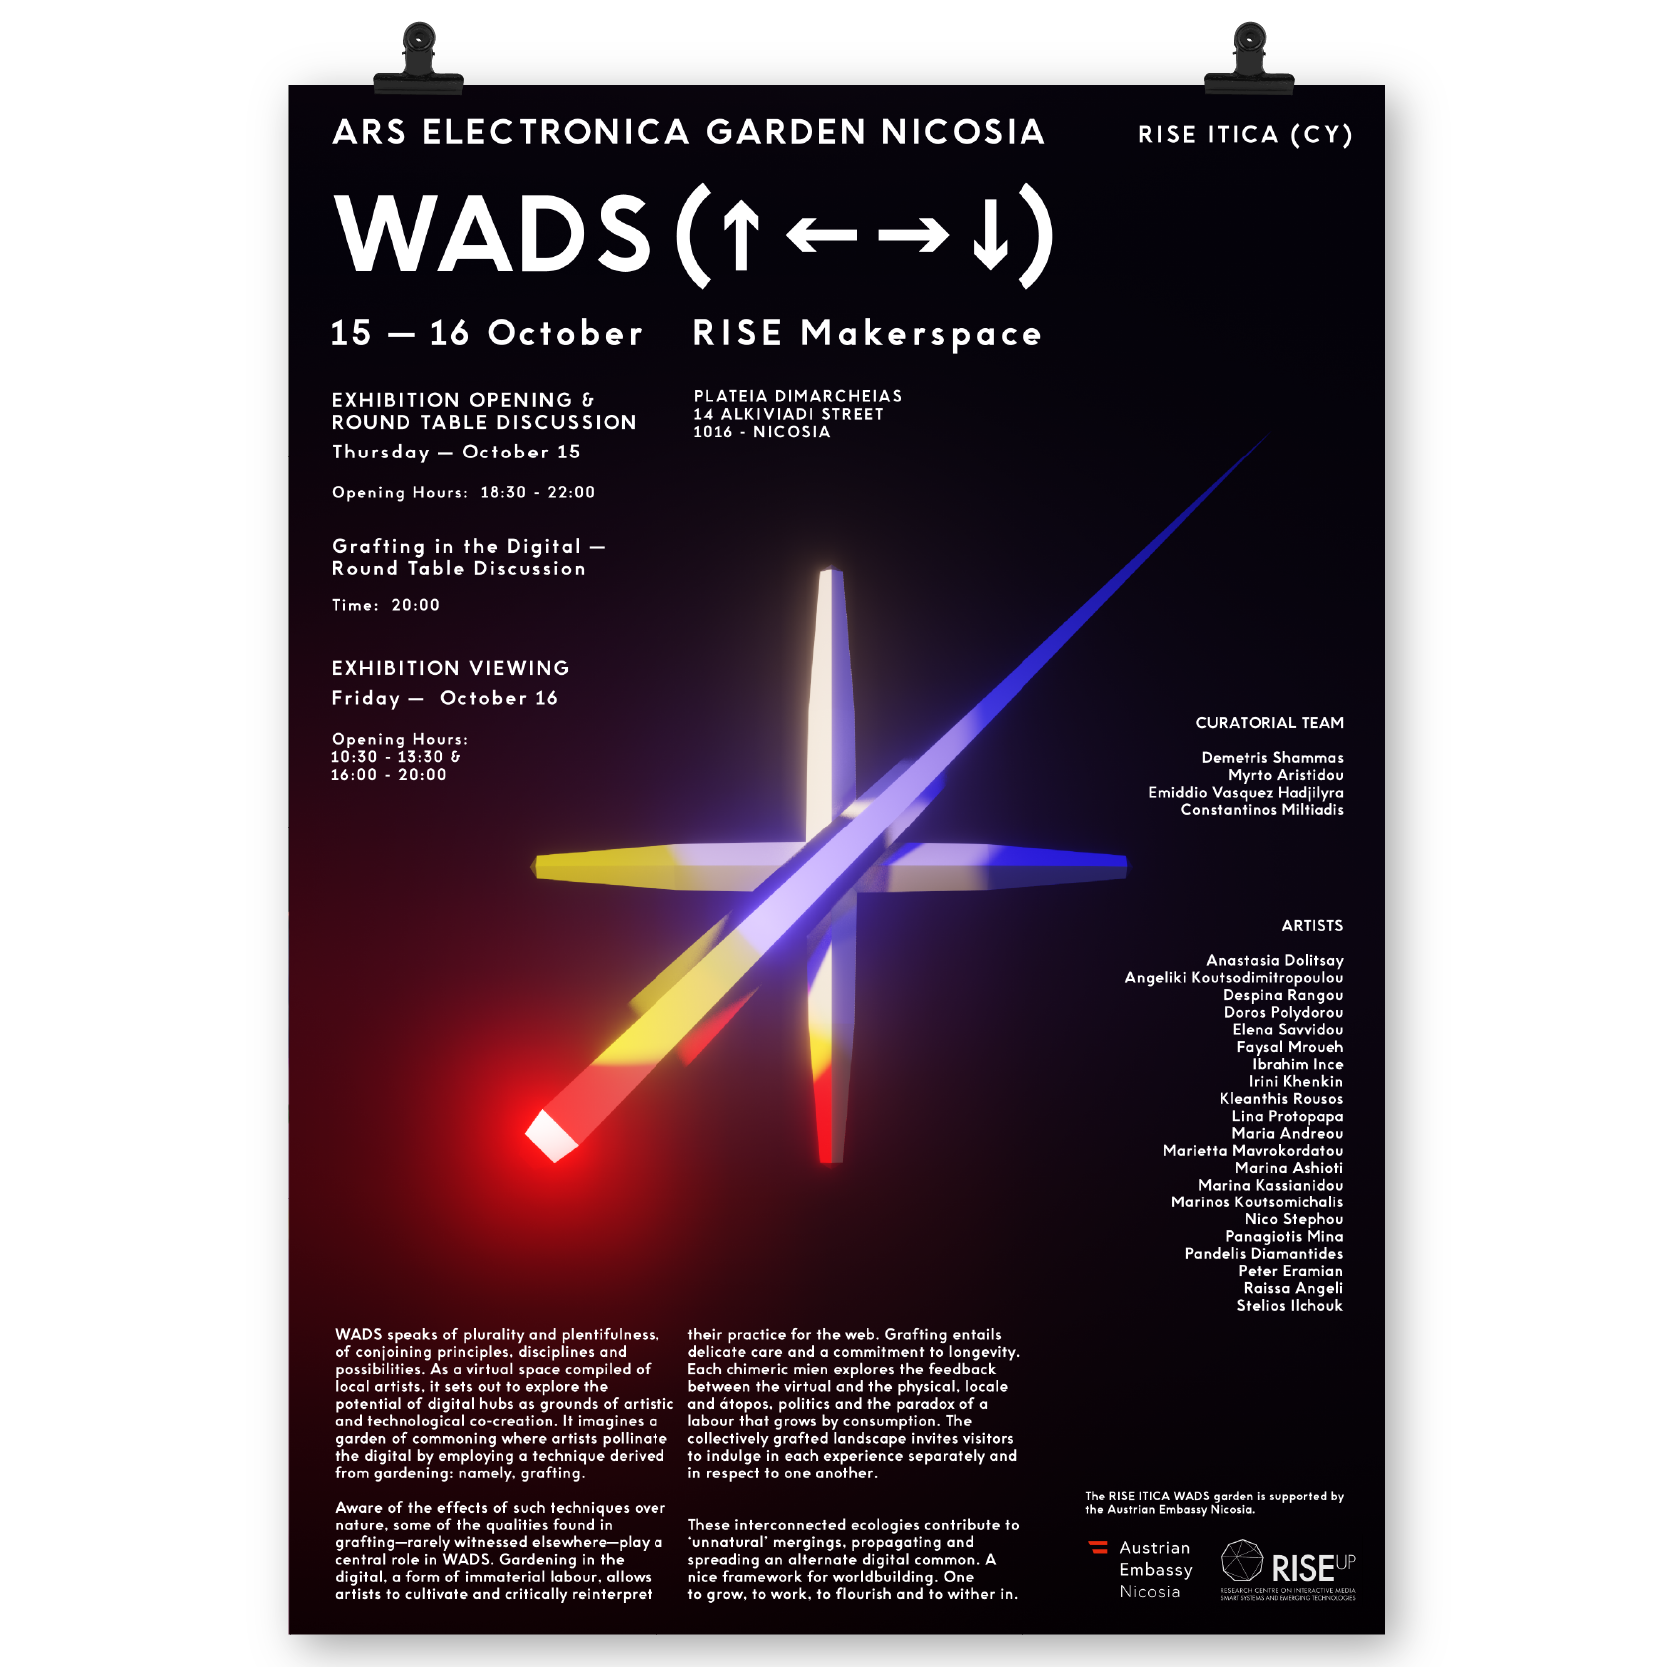 ARS ELECTRONICA GARDEN NICOSIA
RISE ITICA (CY)
WADS (↑ ← → ↓)
15 — 16 October
RISE Makerspace
EXHIBITION OPENING &
ROUND TABLE DISCUSSION
Thursday — October 15
Opening Hours: 18:30 - 22:00
Grafting in the Digital —
Round Table Discussion
Time: 20:00
EXHIBITION VIEWING
Friday — October 16
Opening Hours:
10:30 - 13:30 &
16:00 - 20:00
PLATEIA DIMARCHEIAS
14 ALKIVIADI STREET
1016 - NICOSIA
CURATORIAL TEAM
Demetris Shammas
Myrto Aristidou
Emiddio Vasquez Hadjilyra
Constantinos Miltiadis
ARTISTS
Anastasia Dolitsay
Angeliki Koutsodimitropoulou
Despina Rangou
Doros Polydorou
Elena Savvidou
Faysal Mroueh
Ibrahim Ince
Irini Khenkin
Kleanthis Rousos
Lina Protopapa
Maria Andreou
Marietta Mavrokordatou
Marina Ashioti
Marina Kassianidou
Marinos Koutsomichalis
Nico Stephou
Panagiotis Mina
Pandelis Diamantides
Peter Eramian
Raissa Angeli
Stelios Ilchouk
WADS speaks of plurality and plentifulness,
of conjoining principles, disciplines and
possibilities. As a virtual space compiled of
local artists, it sets out to explore the
potential of digital hubs as grounds of artistic
and technological co-creation. It imagines a
garden of commoning where artists pollinate
the digital by employing a technique derived
from gardening: namely, grafting.
Aware of the effects of such techniques over
nature, some of the qualities found in
grafting—rarely witnessed elsewhere—play a
central role in WADS. Gardening in the
digital, a form of immaterial labour, allows
artists to cultivate and critically reinterpret
their practice for the web. Grafting entails
delicate care and a commitment to longevity.
Each chimeric mien explores the feedback
between the virtual and the physical, locale
and átopos, politics and the paradox of a
labour that grows by consumption. The
collectively grafted landscape invites visitors
to indulge in each experience separately and
in respect to one another.
These interconnected ecologies contribute to
'unnatural' mergings, propagating and
spreading an alternate digital common. A
nice framework for worldbuilding. One
to grow, to work, to flourish and to wither in.
The RISE ITICA WADS garden is supported by
the Austrian Embassy Nicosia.
Austrian
Embassy
Nicosia
RISE UP
RESEARCH CENTRE ON INTERACTIVE MEDIA
SMART SYSTEMS AND EMERGING TECHNOLOGIES